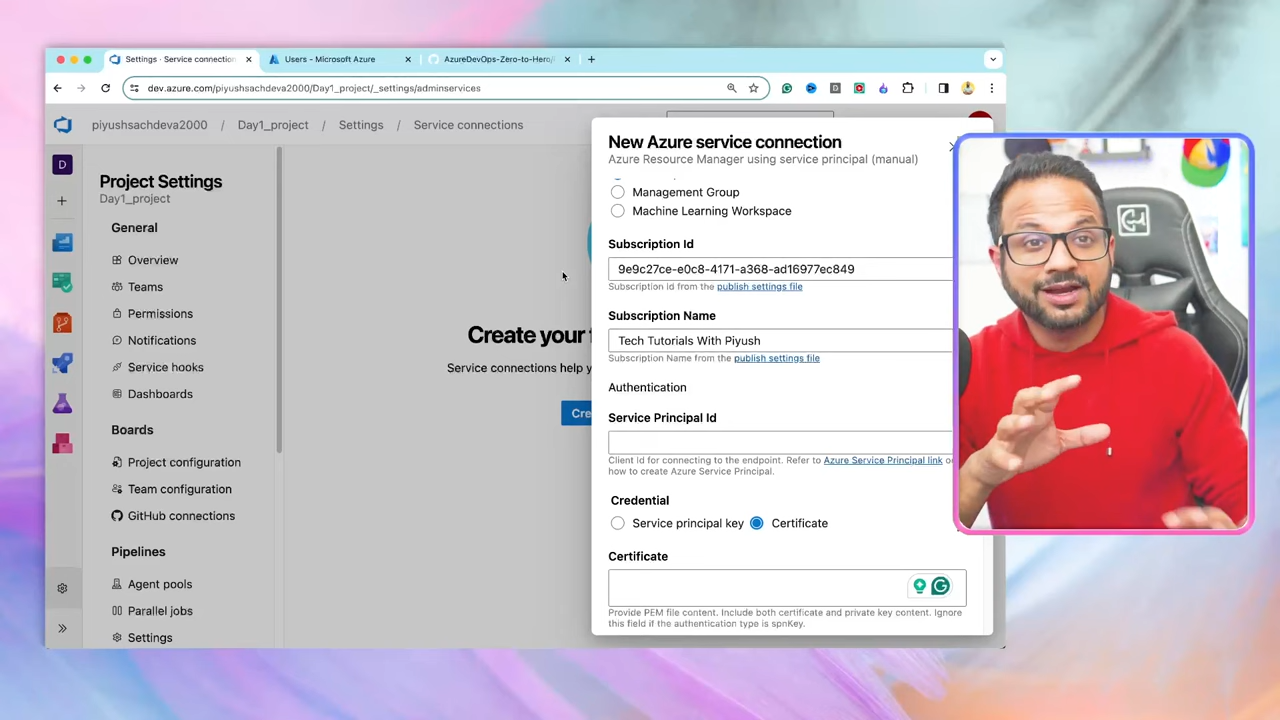 Settings · Service connection
Users - Microsoft Azure
AzureDevOps-Zero-to-Hero/
dev.azure.com/piyushsachdeva2000/Day1_project/_settings/adminservices
piyushsachdeva2000 / Day1_project / Settings / Service connections
D
Project Settings
Day1_project
General
Overview
Teams
Permissions
Notifications
Service hooks
Dashboards
Boards
Project configuration
Team configuration
GitHub connections
Pipelines
Agent pools
Parallel jobs
Settings
Create your f
Service connections help y
Cre
New Azure service connection
Azure Resource Manager using service principal (manual)
Management Group
Machine Learning Workspace
Subscription Id
9e9c27ce-e0c8-4171-a368-ad16977ec849
Subscription id from the publish settings file
Subscription Name
Tech Tutorials With Piyush
Subscription Name from the publish settings file
Authentication
Service Principal Id
Client Id for connecting to the endpoint. Refer to Azure Service Principal link
how to create Azure Service Principal.
Credential
Service principal key
Certificate
Certificate
Provide PEM file content. Include both certificate and private key content. Ignore
this field if the authentication type is spnKey.